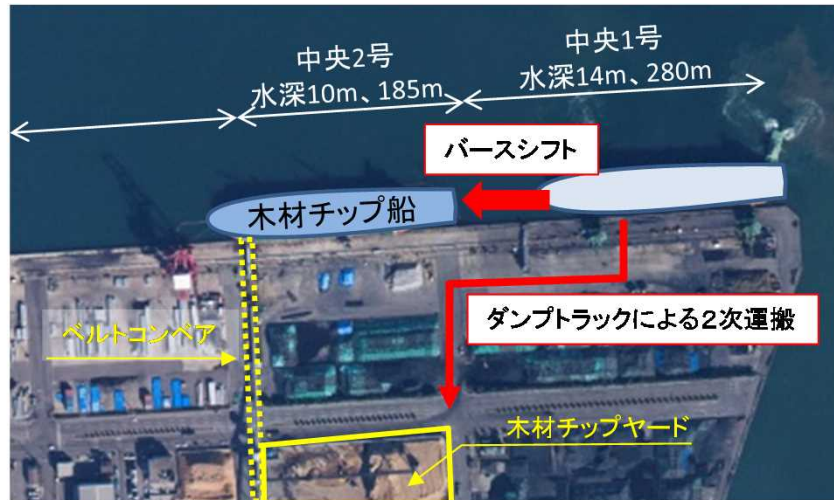 中央2号
水深10m、185m
中央1号
水深14m、280m
バースシフト
木材チップ船
ダンプトラックによる2次運搬
ベルトコンベア
木材チップヤード